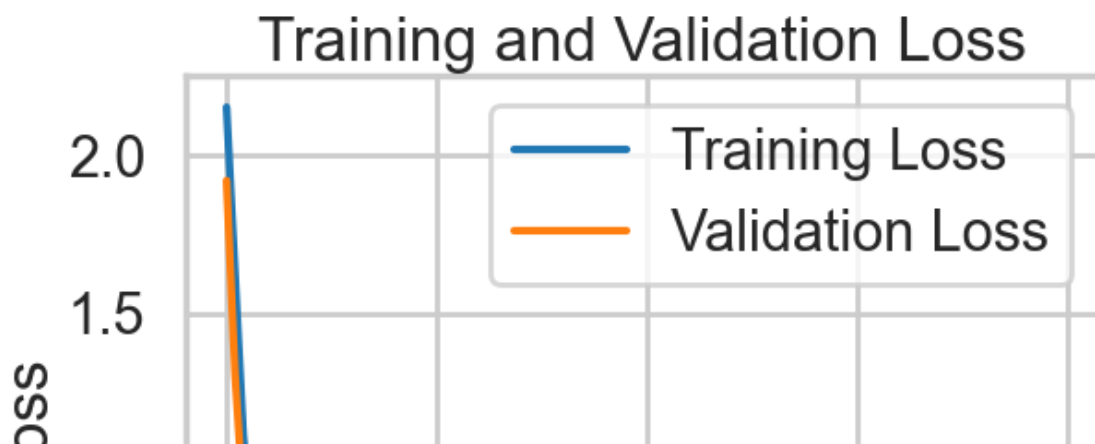 Training and Validation Loss
2.0
Training Loss
Validation Loss
1.5